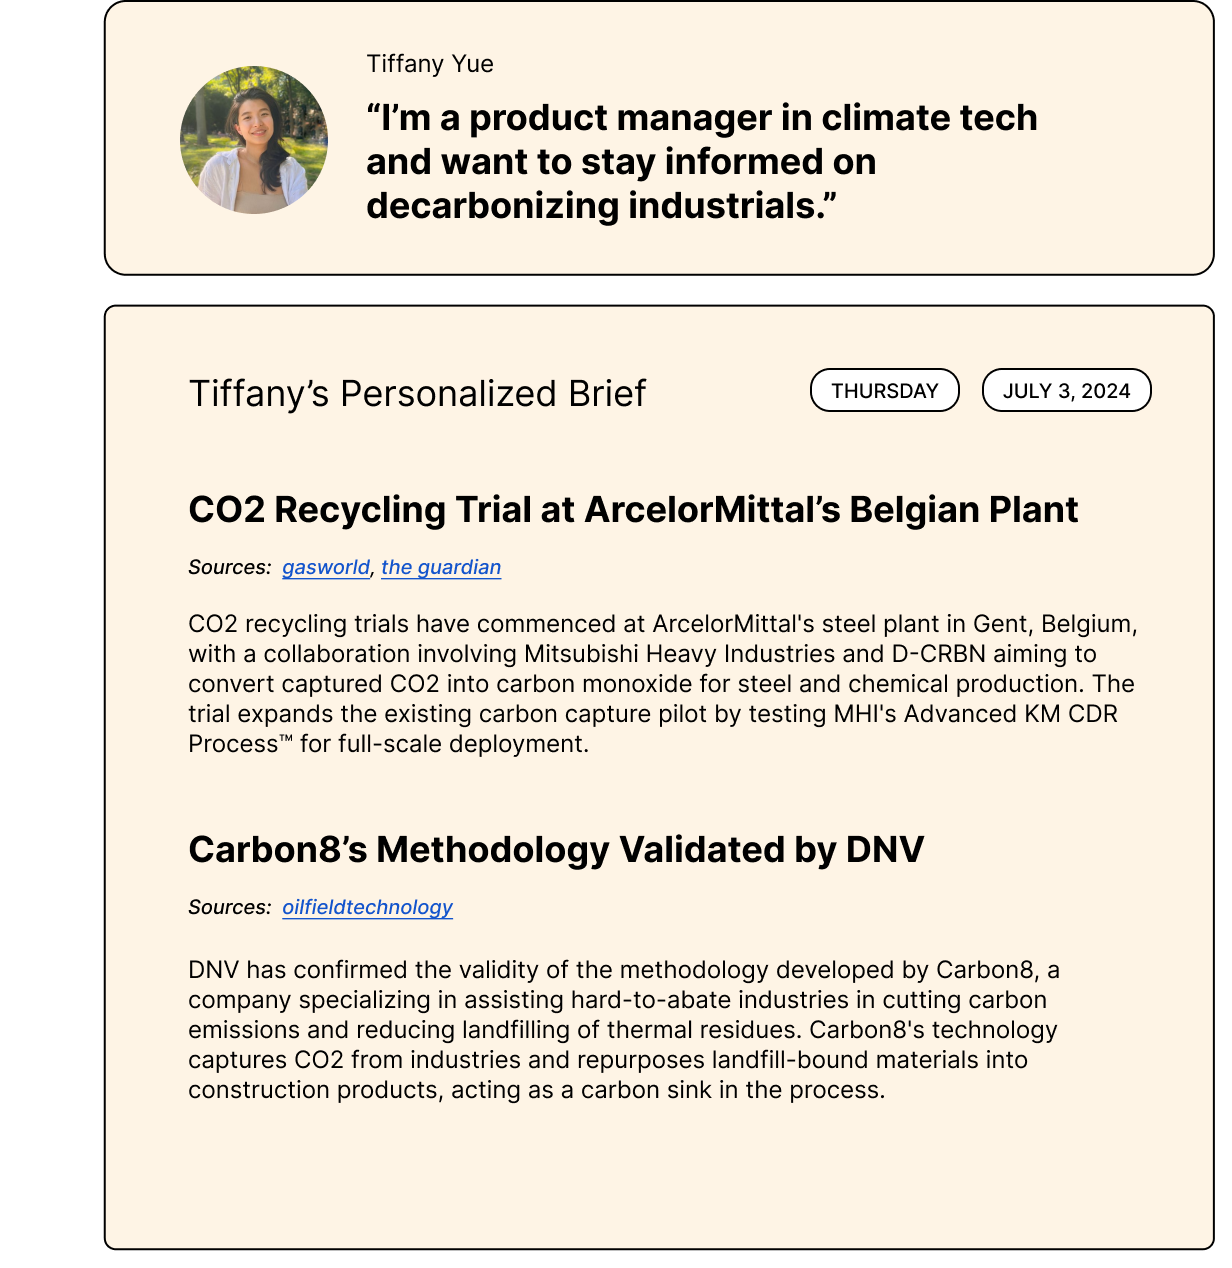 Tiffany Yue
“I’m a product manager in climate tech
and want to stay informed on
decarbonizing industrials.”
Tiffany’s Personalized Brief
THURSDAY
JULY 3, 2024
CO2 Recycling Trial at ArcelorMittal’s Belgian Plant
Sources: gasworld, the guardian
CO2 recycling trials have commenced at ArcelorMittal's steel plant in Gent, Belgium,
with a collaboration involving Mitsubishi Heavy Industries and D-CRBN aiming to
convert captured CO2 into carbon monoxide for steel and chemical production. The
trial expands the existing carbon capture pilot by testing MHI's Advanced KM CDR
Process™ for full-scale deployment.
Carbon8’s Methodology Validated by DNV
Sources: oilfieldtechnology
DNV has confirmed the validity of the methodology developed by Carbon8, a
company specializing in assisting hard-to-abate industries in cutting carbon
emissions and reducing landfilling of thermal residues. Carbon8's technology
captures CO2 from industries and repurposes landfill-bound materials into
construction products, acting as a carbon sink in the process.